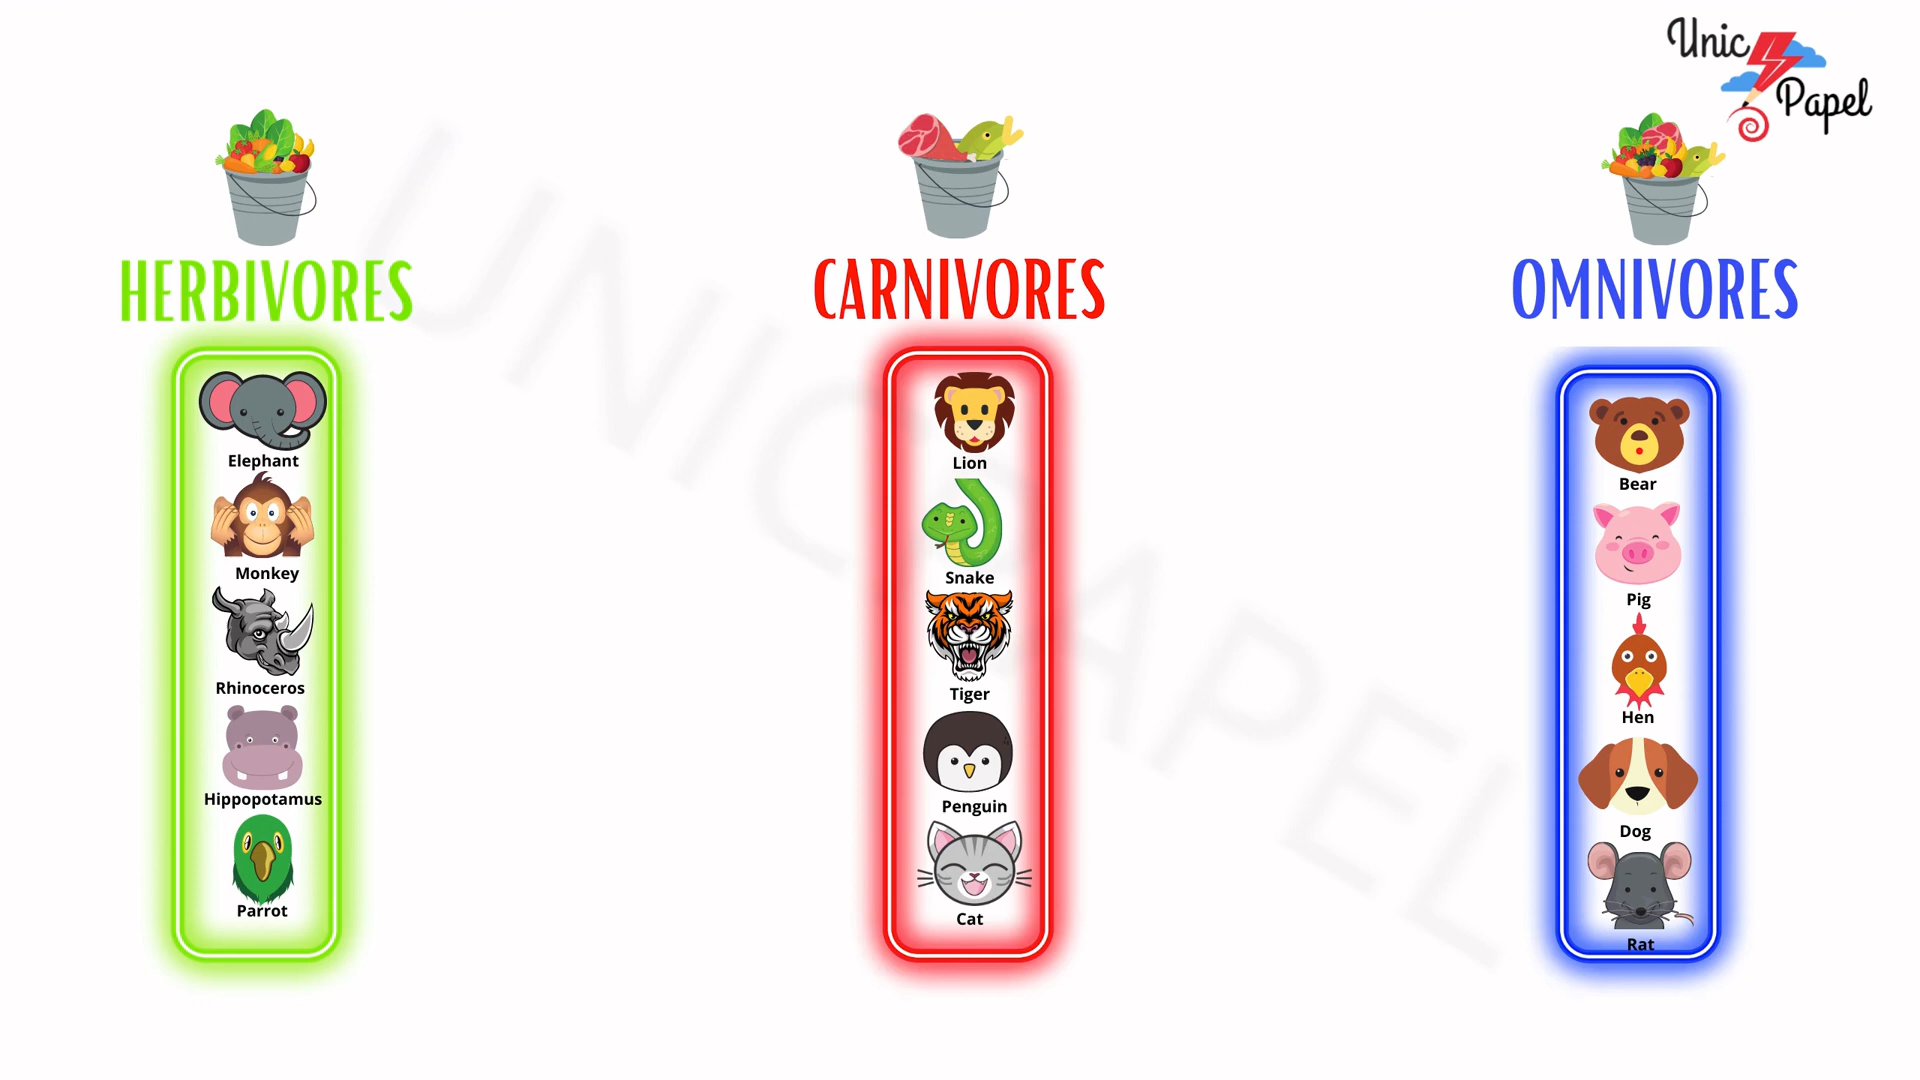 Unic
Papel
HERBIVORES
Elephant
Monkey
Rhinoceros
Hippopotamus
Parrot
CARNIVORES
Lion
Snake
Tiger
Penguin
Cat
OMNIVORES
Bear
Pig
Hen
Dog
Rat
UNICPAPEL